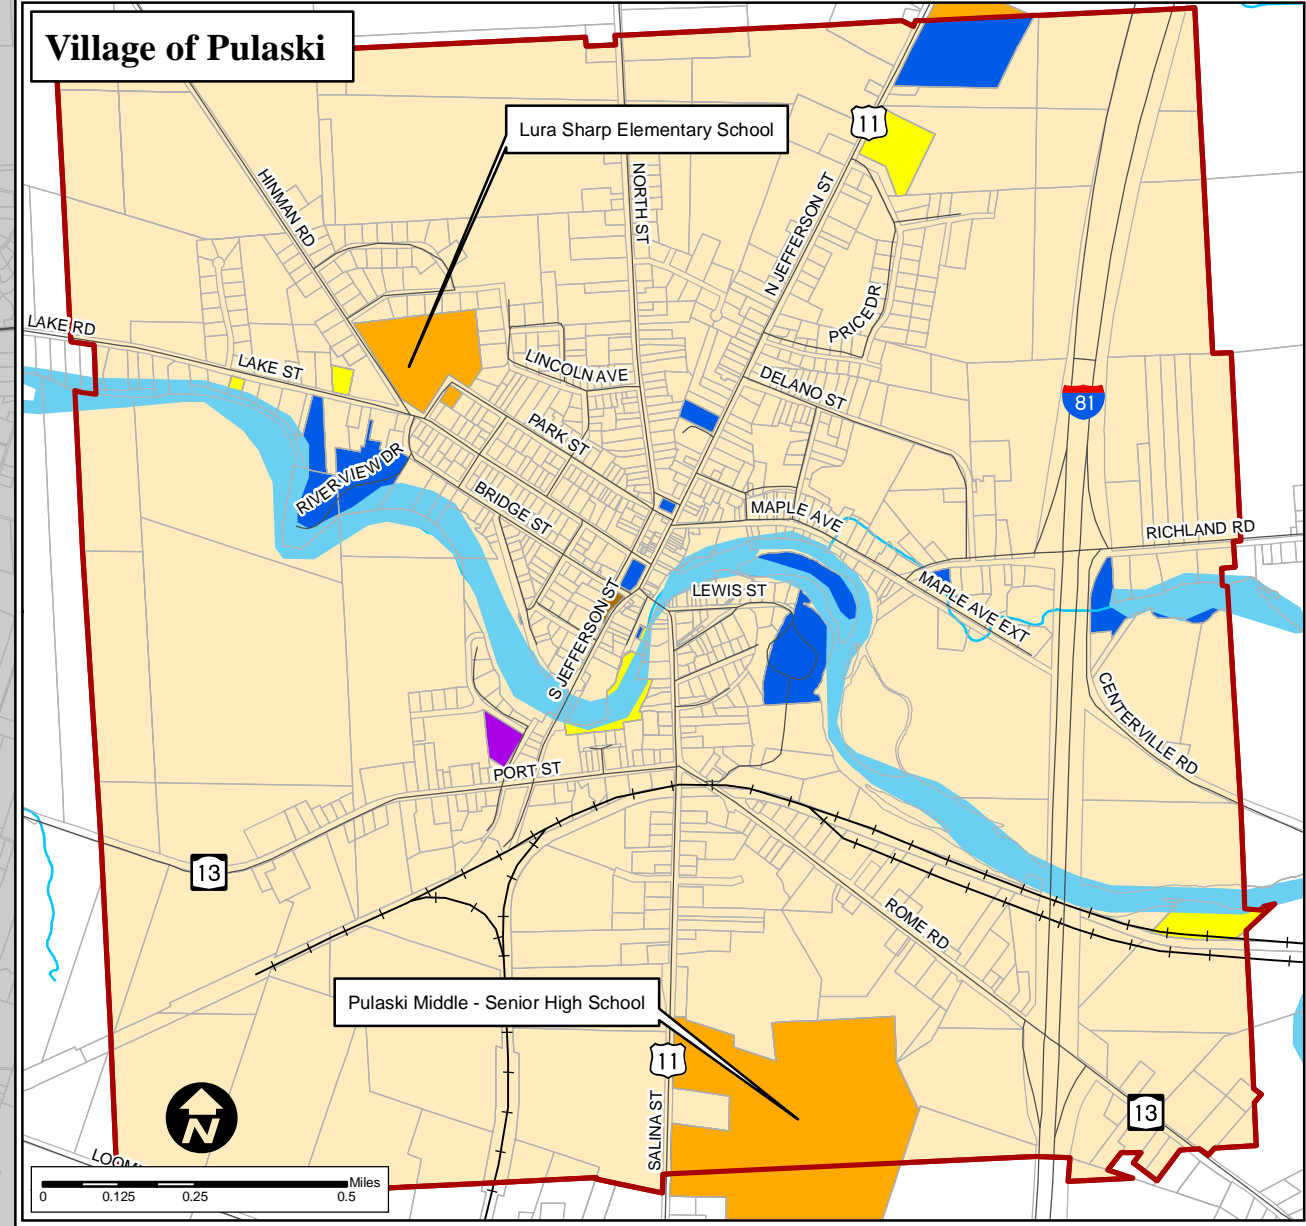 Village of Pulaski
11
Lura Sharp Elementary School
HINMAN RD
NORTH ST
N JEFFERSON ST
PRICEDR
LAKE RD
LAKE ST
LINCOLN AVE
DELANO ST
81
PARK ST
RIVERVIEW DR
BRIDGE ST
MAPLE AVE
RICHLAND RD
LEWIS ST
MAPLE AVE EXT
S JEFFERSON ST
CENTERVILLE RD
PORT ST
13
ROME RD
Pulaski Middle - Senior High School
11
N
13
SALINA ST
Miles
0 0.125 0.25 0.5